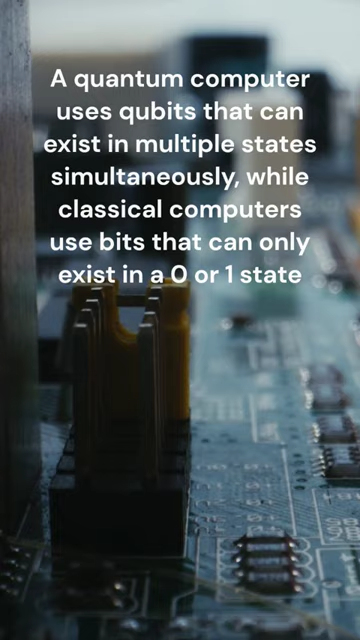 A quantum computer
uses qubits that can
exist in multiple states
simultaneously, while
classical computers
use bits that can only
exist in a 0 or 1 state